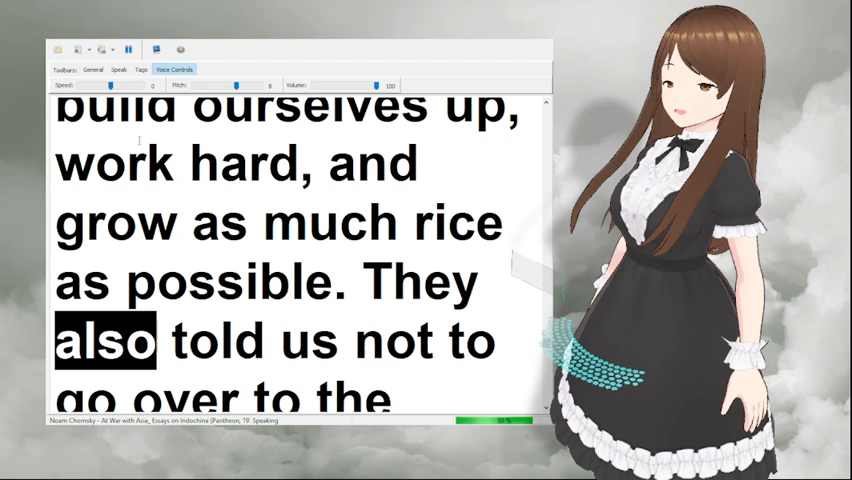 Toolbars: General Speak Tags Voice Controls
Speed: 0 Pitch: 8 Volume: 100
build ourselves up,
work hard, and
grow as much rice
as possible. They
also told us not to
go over to the
Noam Chomsky - At War with Asia_ Essays on Indochina (Pantheon, 19 Speaking 80 %